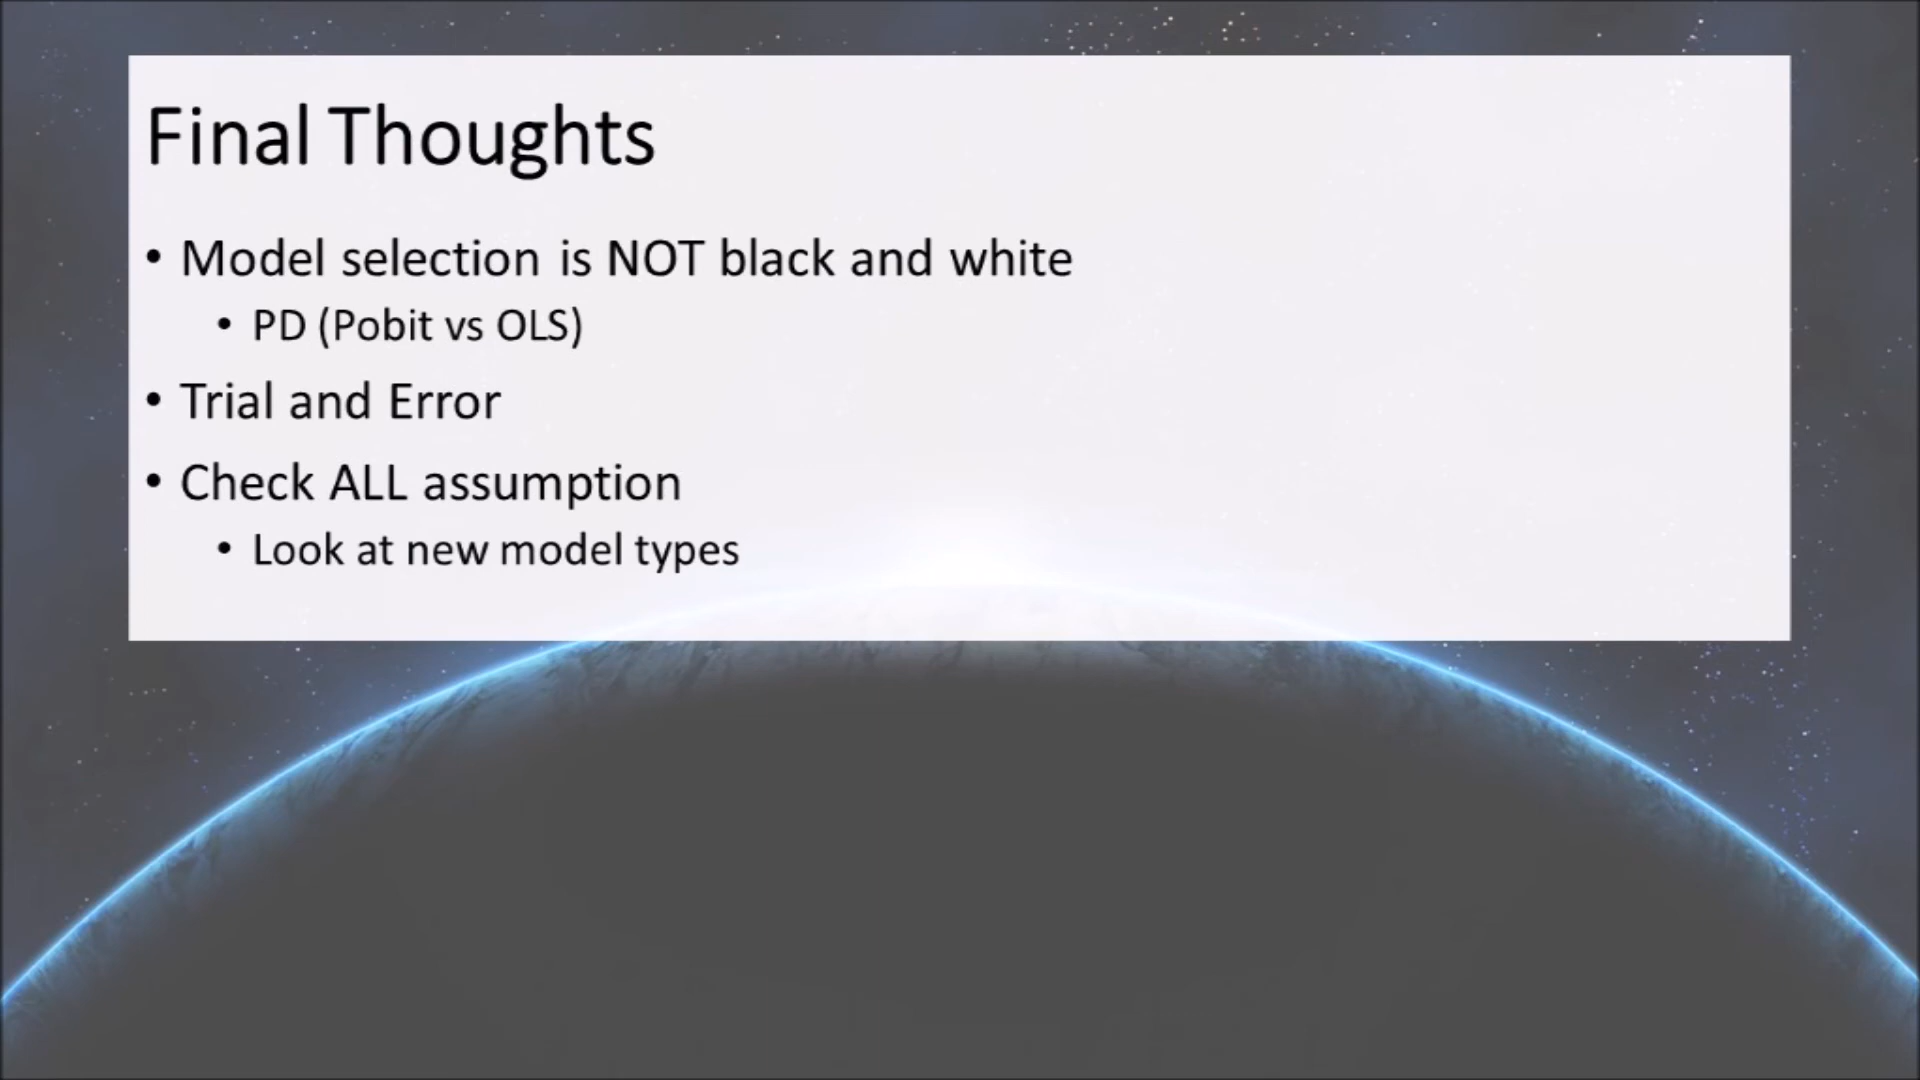 Final Thoughts
• Model selection is NOT black and white
• PD (Pobit vs OLS)
• Trial and Error
• Check ALL assumption
• Look at new model types